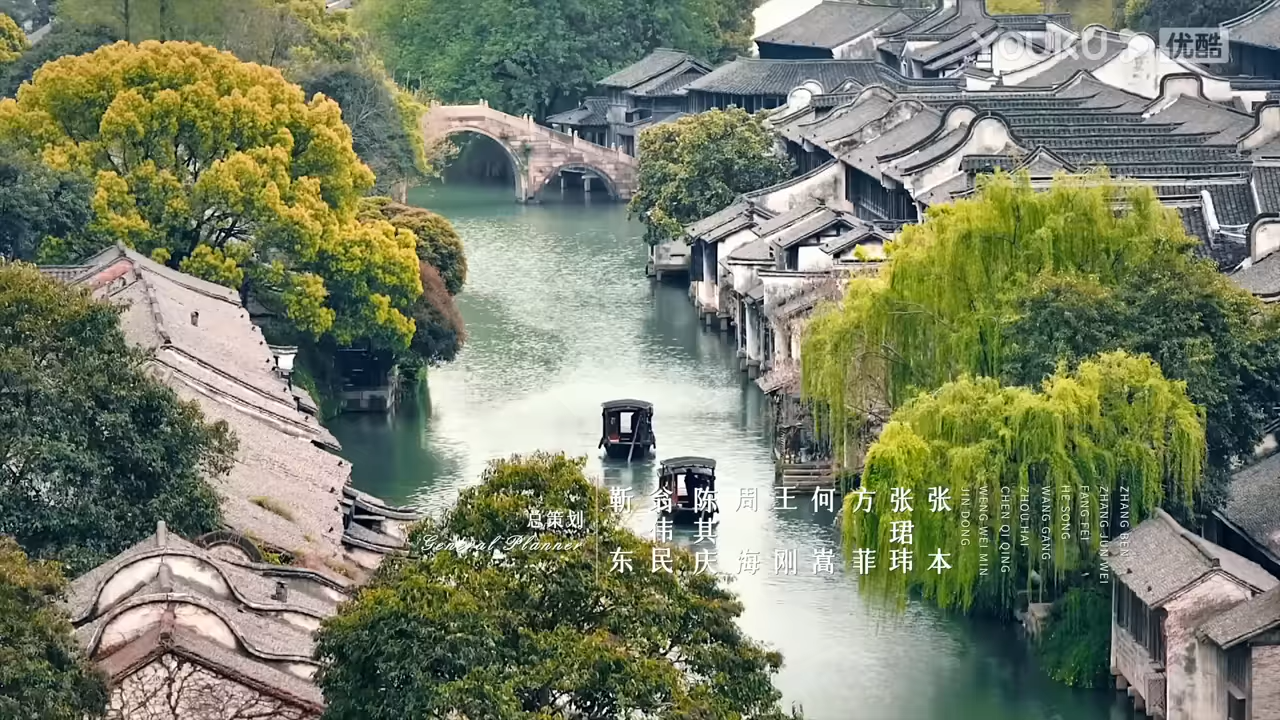 YOUKU 优酷
总策划
General Planner
靳东
翁伟民
陈其庆
周海
王刚
何嵩
方菲
张珺玮
张本
JIN DONG
WENG WEI MIN
CHEN QI QING
ZHOU HAI
WANG GANG
HE SONG
FANG FEI
ZHANG JUN WEI
ZHANG BEN